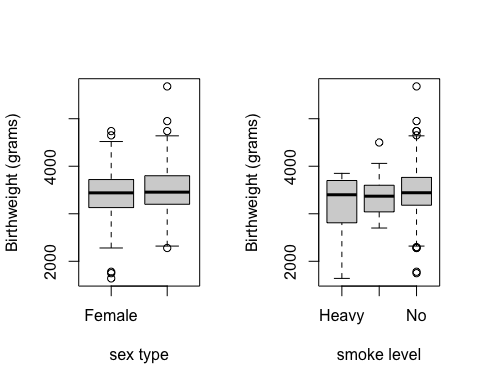 Birthweight (grams)
4000
2000
Female
sex type
Birthweight (grams)
4000
2000
Heavy No
smoke level